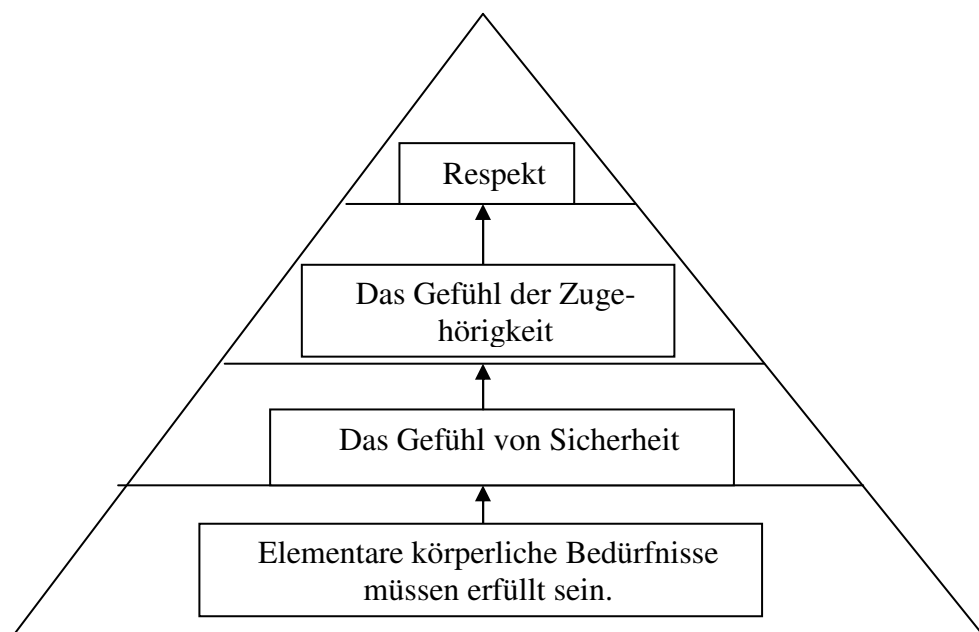 Respekt
Das Gefühl der Zuge-
hörigkeit
Das Gefühl von Sicherheit
Elementare körperliche Bedürfnisse
müssen erfüllt sein.